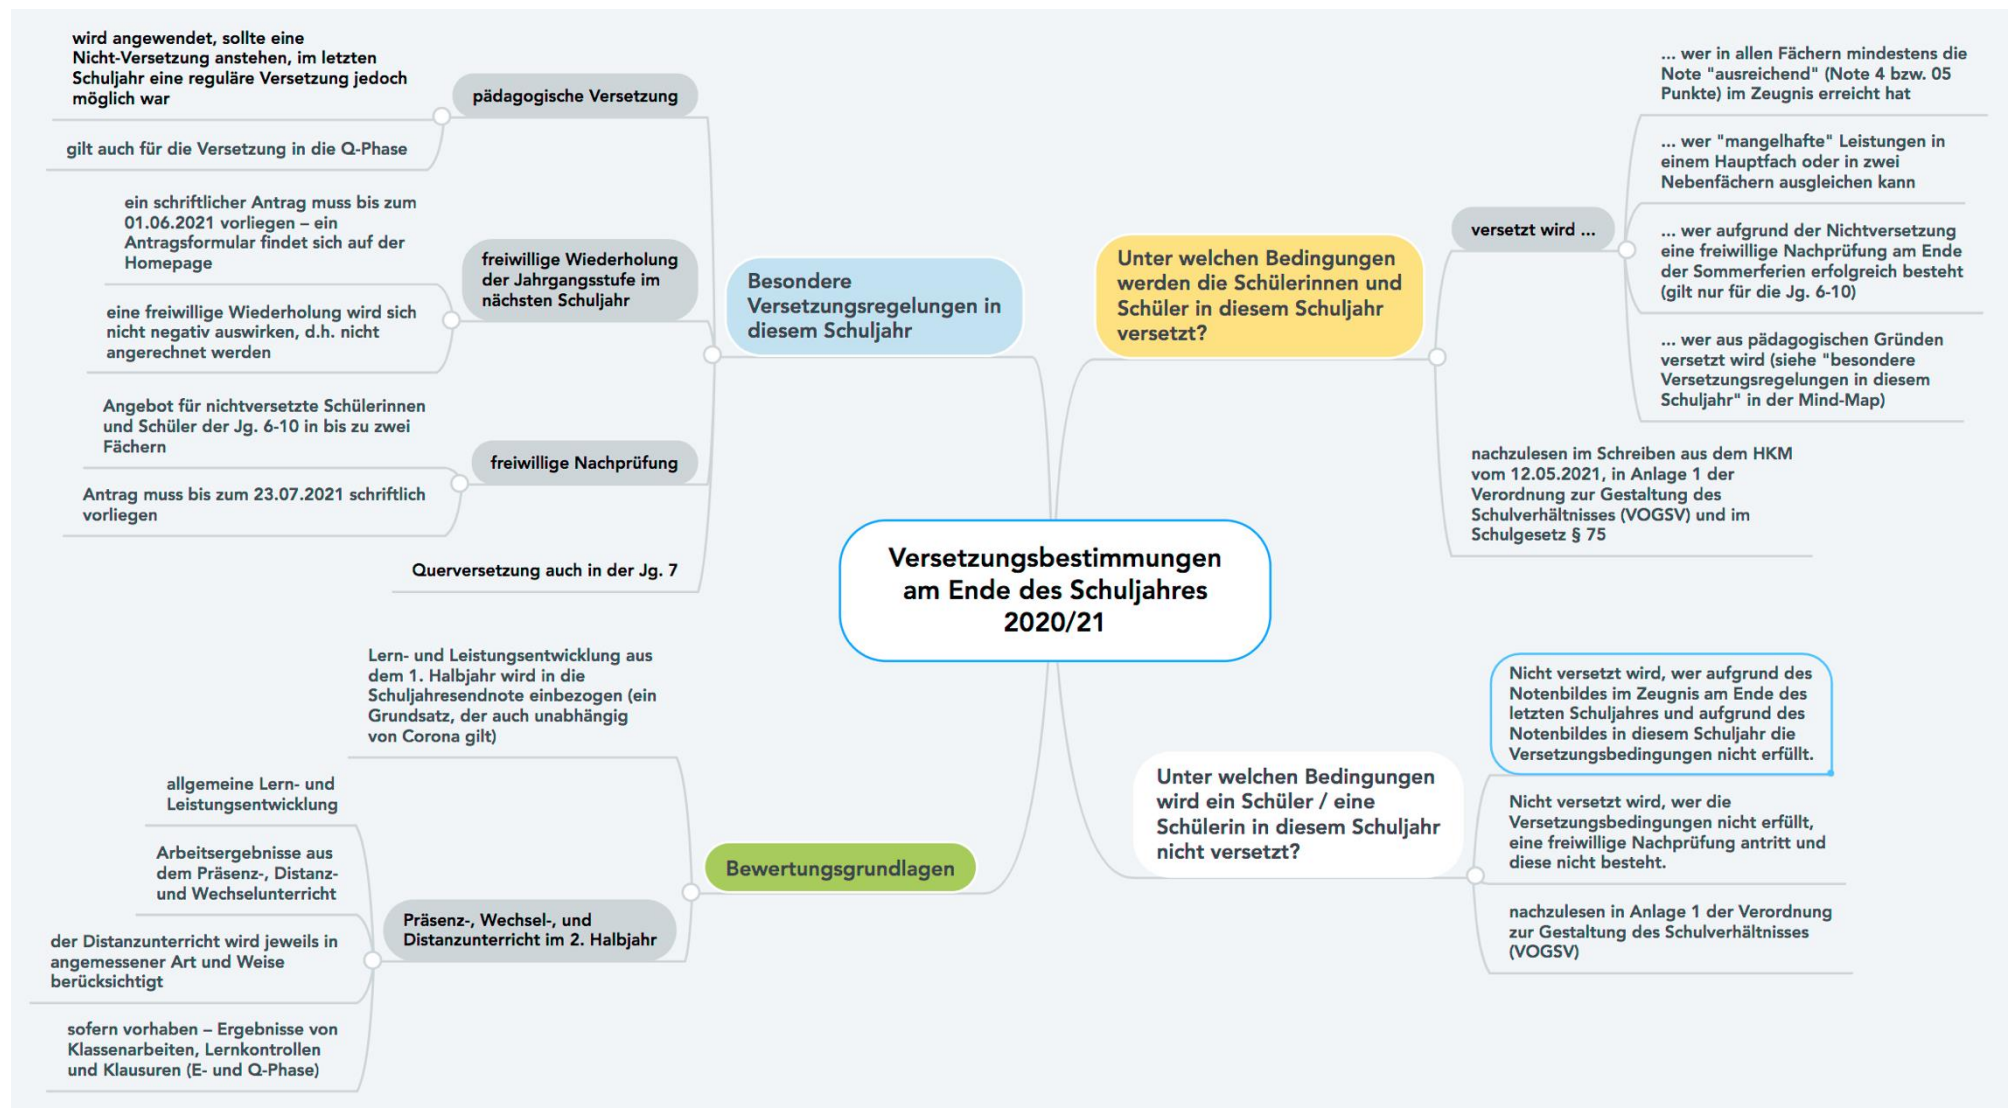 Versetzungsbestimmungen
am Ende des Schuljahres
2020/21
Besondere
Versetzungsregelungen in
diesem Schuljahr
pädagogische Versetzung
wird angewendet, sollte eine
Nicht-Versetzung anstehen, im letzten
Schuljahr eine reguläre Versetzung jedoch
möglich war
gilt auch für die Versetzung in die Q-Phase
freiwillige Wiederholung
der Jahrgangsstufe im
nächsten Schuljahr
ein schriftlicher Antrag muss bis zum
01.06.2021 vorliegen – ein
Antragsformular findet sich auf der
Homepage
eine freiwillige Wiederholung wird sich
nicht negativ auswirken, d.h. nicht
angerechnet werden
freiwillige Nachprüfung
Angebot für nichtversetzte Schülerinnen
und Schüler der Jg. 6-10 in bis zu zwei
Fächern
Antrag muss bis zum 23.07.2021 schriftlich
vorliegen
Querversetzung auch in der Jg. 7
Unter welchen Bedingungen
werden die Schülerinnen und
Schüler in diesem Schuljahr
versetzt?
versetzt wird ...
... wer in allen Fächern mindestens die
Note "ausreichend" (Note 4 bzw. 05
Punkte) im Zeugnis erreicht hat
... wer "mangelhafte" Leistungen in
einem Hauptfach oder in zwei
Nebenfächern ausgleichen kann
... wer aufgrund der Nichtversetzung
eine freiwillige Nachprüfung am Ende
der Sommerferien erfolgreich besteht
(gilt nur für die Jg. 6-10)
... wer aus pädagogischen Gründen
versetzt wird (siehe "besondere
Versetzungsregelungen in diesem
Schuljahr" in der Mind-Map)
nachzulesen im Schreiben aus dem HKM
vom 12.05.2021, in Anlage 1 der
Verordnung zur Gestaltung des
Schulverhältnisses (VOGSV) und im
Schulgesetz § 75
Bewertungsgrundlagen
Lern- und Leistungsentwicklung aus
dem 1. Halbjahr wird in die
Schuljahresendnote einbezogen (ein
Grundsatz, der auch unabhängig
von Corona gilt)
Präsenz-, Wechsel-, und
Distanzunterricht im 2. Halbjahr
allgemeine Lern- und
Leistungsentwicklung
Arbeitsergebnisse aus
dem Präsenz-, Distanz-
und Wechselunterricht
der Distanzunterricht wird jeweils in
angemessener Art und Weise
berücksichtigt
sofern vorhaben – Ergebnisse von
Klassenarbeiten, Lernkontrollen
und Klausuren (E- und Q-Phase)
Unter welchen Bedingungen
wird ein Schüler / eine
Schülerin in diesem Schuljahr
nicht versetzt?
Nicht versetzt wird, wer aufgrund des
Notenbildes im Zeugnis am Ende des
letzten Schuljahres und aufgrund des
Notenbildes in diesem Schuljahr die
Versetzungsbedingungen nicht erfüllt.
Nicht versetzt wird, wer die
Versetzungsbedingungen nicht erfüllt,
eine freiwillige Nachprüfung antritt und
diese nicht besteht.
nachzulesen in Anlage 1 der Verordnung
zur Gestaltung des Schulverhältnisses
(VOGSV)